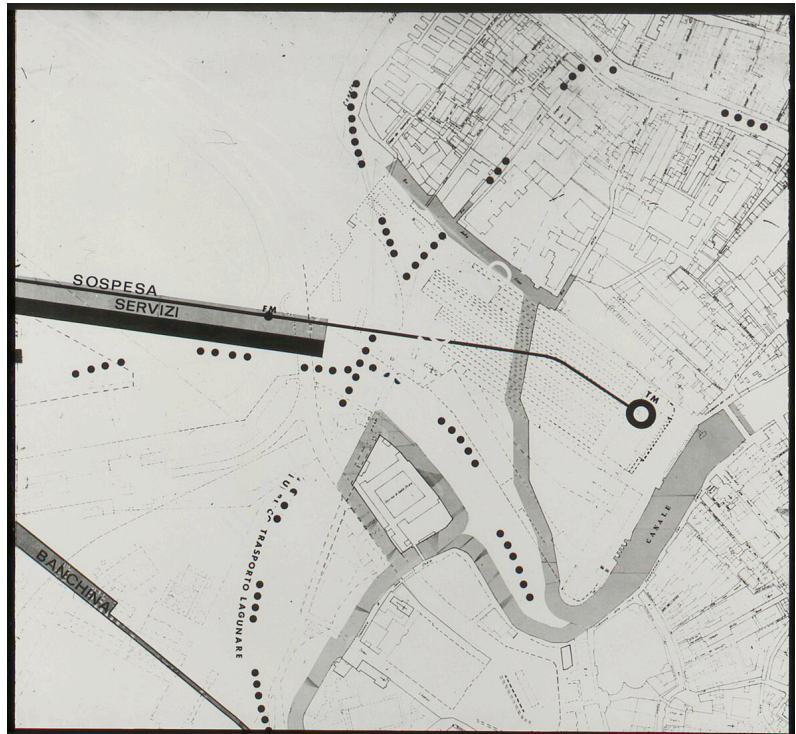 SOSPESA
SERVIZI
FM
TM
CANALE
TRASPORTO LAGUNARE
BANCHINA